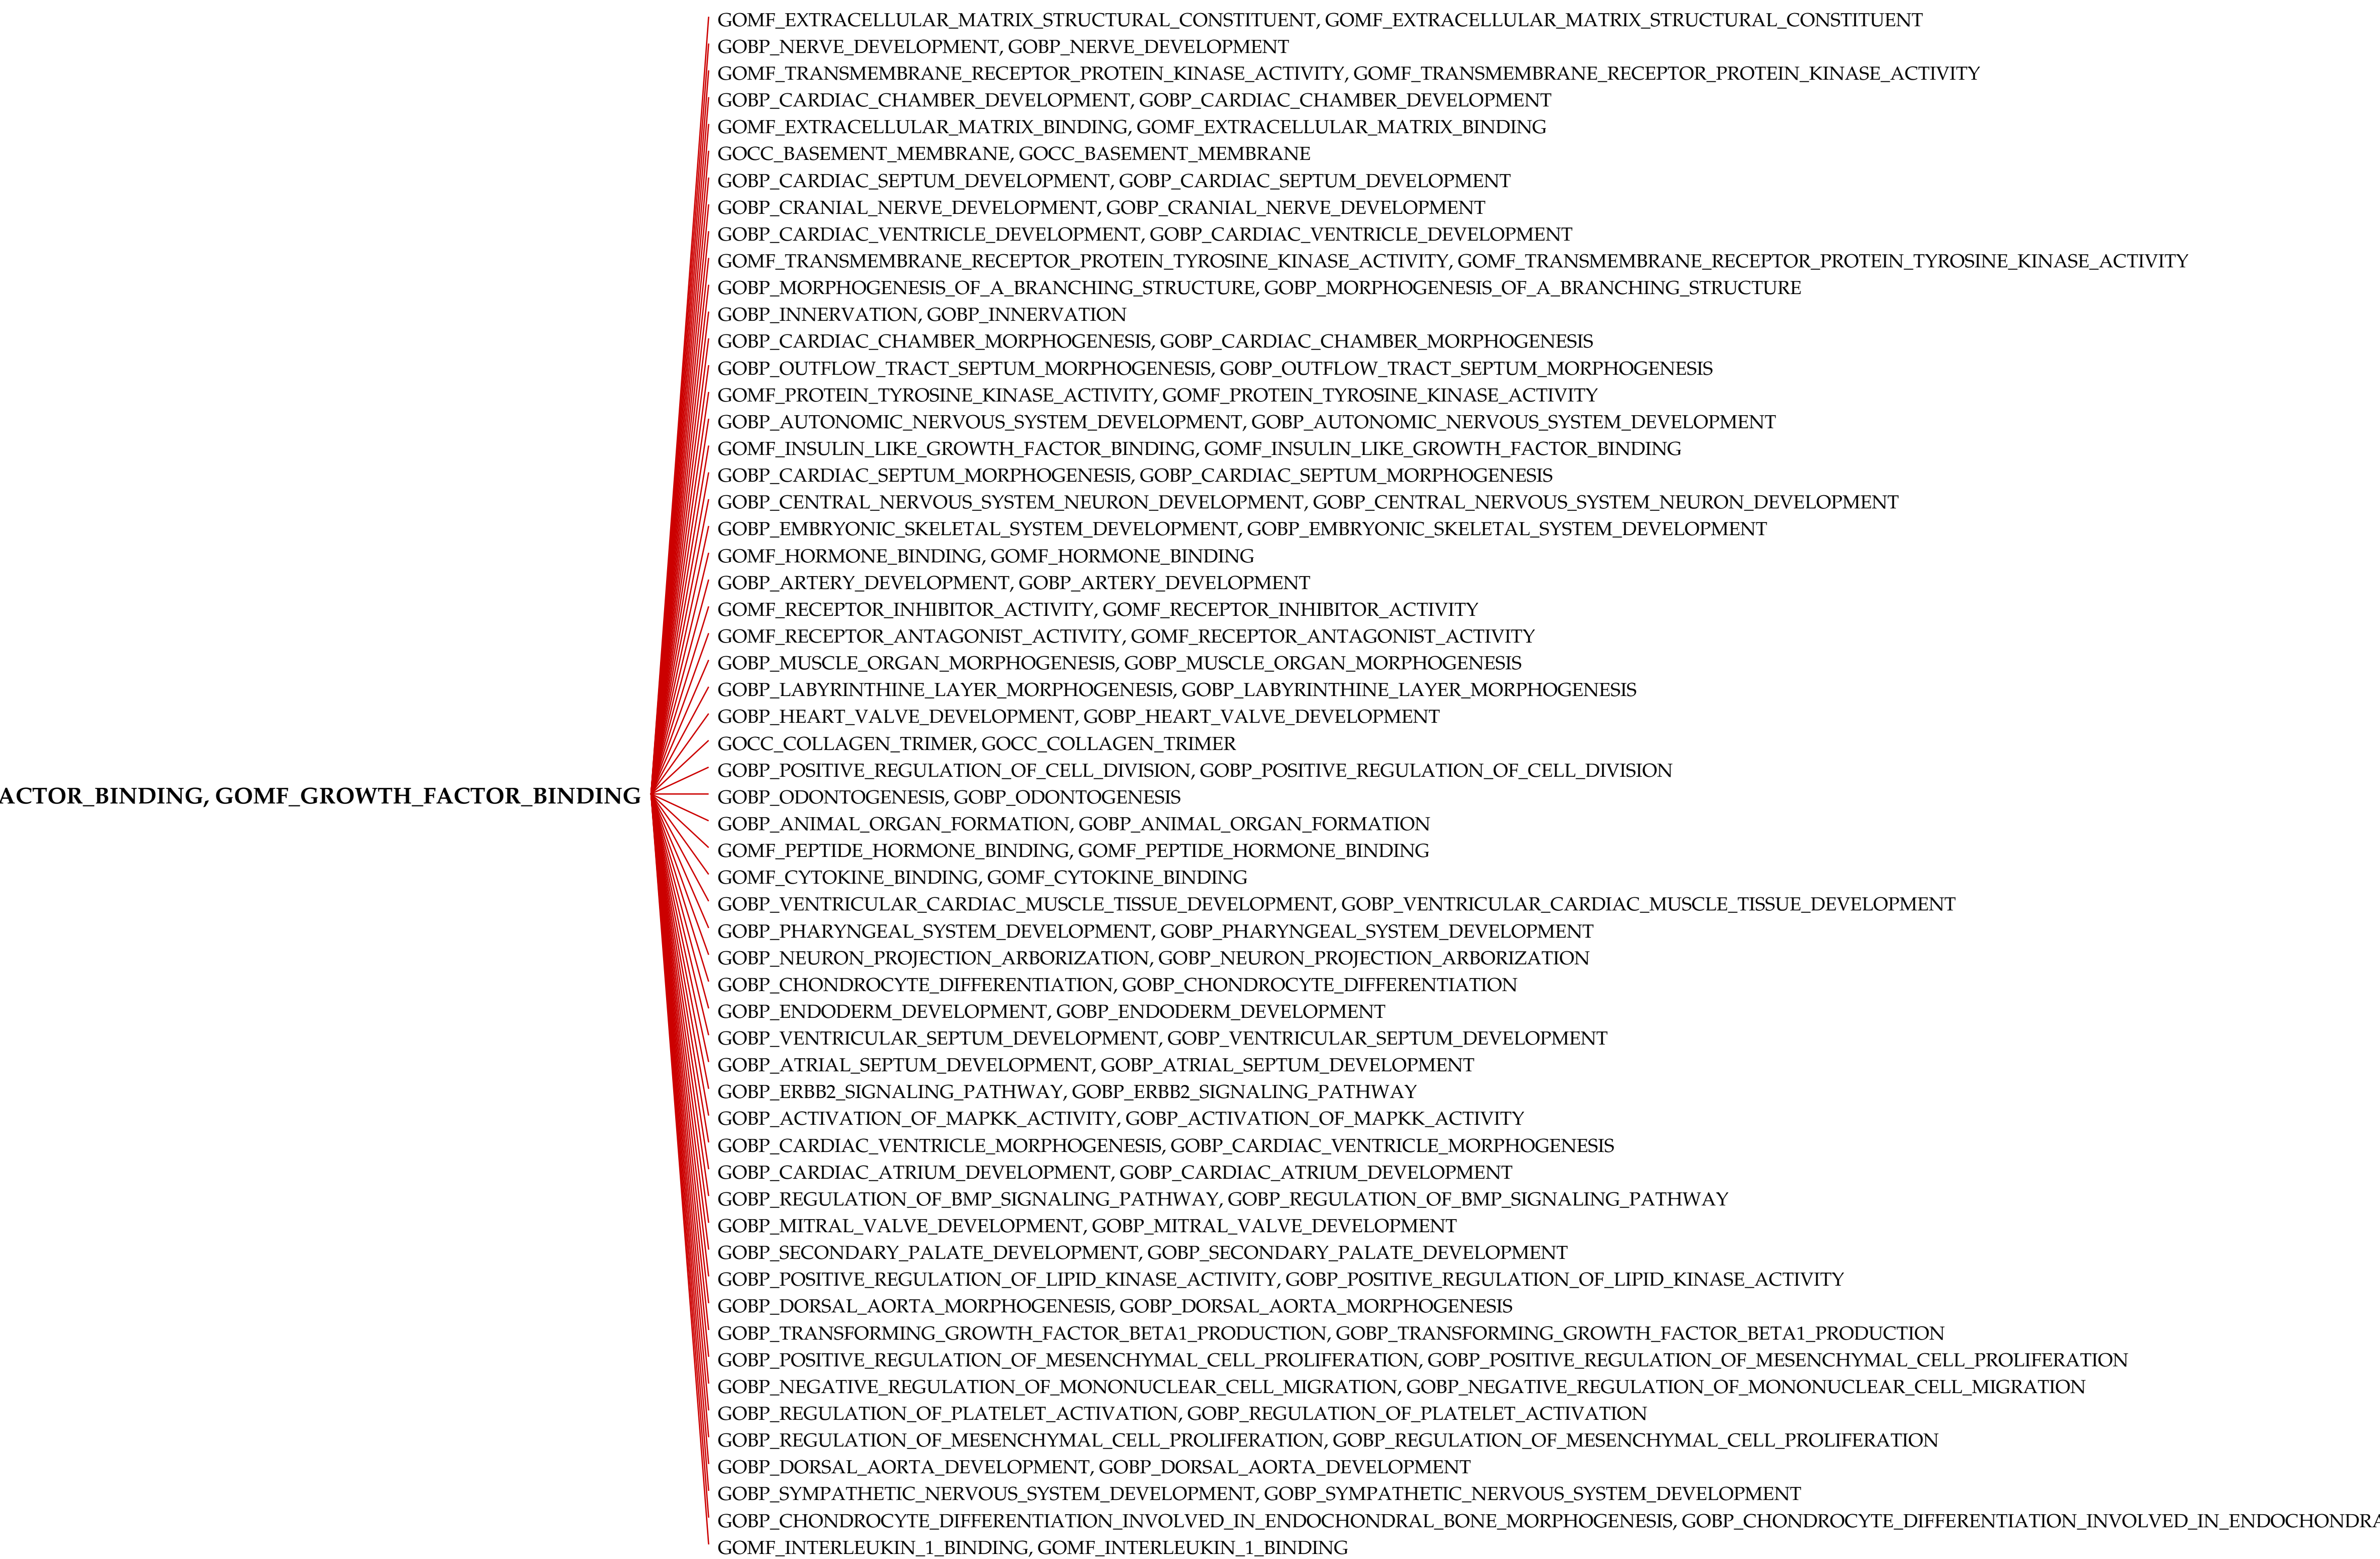 GOMF_EXTRACELLULAR_MATRIX_STRUCTURAL_CONSTITUENT, GOMF_EXTRACELLULAR_MATRIX_STRUCTURAL_CONSTITUENT
GOBP_NERVE_DEVELOPMENT, GOBP_NERVE_DEVELOPMENT
GOMF_TRANSMEMBRANE_RECEPTOR_PROTEIN_KINASE_ACTIVITY, GOMF_TRANSMEMBRANE_RECEPTOR_PROTEIN_KINASE_ACTIVITY
GOBP_CARDIAC_CHAMBER_DEVELOPMENT, GOBP_CARDIAC_CHAMBER_DEVELOPMENT
GOMF_EXTRACELLULAR_MATRIX_BINDING, GOMF_EXTRACELLULAR_MATRIX_BINDING
GOCC_BASEMENT_MEMBRANE, GOCC_BASEMENT_MEMBRANE
GOBP_CARDIAC_SEPTUM_DEVELOPMENT, GOBP_CARDIAC_SEPTUM_DEVELOPMENT
GOBP_CRANIAL_NERVE_DEVELOPMENT, GOBP_CRANIAL_NERVE_DEVELOPMENT
GOBP_CARDIAC_VENTRICLE_DEVELOPMENT, GOBP_CARDIAC_VENTRICLE_DEVELOPMENT
GOMF_TRANSMEMBRANE_RECEPTOR_PROTEIN_TYROSINE_KINASE_ACTIVITY, GOMF_TRANSMEMBRANE_RECEPTOR_PROTEIN_TYROSINE_KINASE_ACTIVITY
GOBP_MORPHOGENESIS_OF_A_BRANCHING_STRUCTURE, GOBP_MORPHOGENESIS_OF_A_BRANCHING_STRUCTURE
GOBP_INNERVATION, GOBP_INNERVATION
GOBP_CARDIAC_CHAMBER_MORPHOGENESIS, GOBP_CARDIAC_CHAMBER_MORPHOGENESIS
GOBP_OUTFLOW_TRACT_SEPTUM_MORPHOGENESIS, GOBP_OUTFLOW_TRACT_SEPTUM_MORPHOGENESIS
GOMF_PROTEIN_TYROSINE_KINASE_ACTIVITY, GOMF_PROTEIN_TYROSINE_KINASE_ACTIVITY
GOBP_AUTONOMIC_NERVOUS_SYSTEM_DEVELOPMENT, GOBP_AUTONOMIC_NERVOUS_SYSTEM_DEVELOPMENT
GOMF_INSULIN_LIKE_GROWTH_FACTOR_BINDING, GOMF_INSULIN_LIKE_GROWTH_FACTOR_BINDING
GOBP_CARDIAC_SEPTUM_MORPHOGENESIS, GOBP_CARDIAC_SEPTUM_MORPHOGENESIS
GOBP_CENTRAL_NERVOUS_SYSTEM_NEURON_DEVELOPMENT, GOBP_CENTRAL_NERVOUS_SYSTEM_NEURON_DEVELOPMENT
GOBP_EMBRYONIC_SKELETAL_SYSTEM_DEVELOPMENT, GOBP_EMBRYONIC_SKELETAL_SYSTEM_DEVELOPMENT
GOMF_HORMONE_BINDING, GOMF_HORMONE_BINDING
GOBP_ARTERY_DEVELOPMENT, GOBP_ARTERY_DEVELOPMENT
GOMF_RECEPTOR_INHIBITOR_ACTIVITY, GOMF_RECEPTOR_INHIBITOR_ACTIVITY
GOMF_RECEPTOR_ANTAGONIST_ACTIVITY, GOMF_RECEPTOR_ANTAGONIST_ACTIVITY
GOBP_MUSCLE_ORGAN_MORPHOGENESIS, GOBP_MUSCLE_ORGAN_MORPHOGENESIS
GOBP_LABYRINTHINE_LAYER_MORPHOGENESIS, GOBP_LABYRINTHINE_LAYER_MORPHOGENESIS
GOBP_HEART_VALVE_DEVELOPMENT, GOBP_HEART_VALVE_DEVELOPMENT
GOCC_COLLAGEN_TRIMER, GOCC_COLLAGEN_TRIMER
GOBP_POSITIVE_REGULATION_OF_CELL_DIVISION, GOBP_POSITIVE_REGULATION_OF_CELL_DIVISION
ACTOR_BINDING, GOMF_GROWTH_FACTOR_BINDING
GOBP_ODONTOGENESIS, GOBP_ODONTOGENESIS
GOBP_ANIMAL_ORGAN_FORMATION, GOBP_ANIMAL_ORGAN_FORMATION
GOMF_PEPTIDE_HORMONE_BINDING, GOMF_PEPTIDE_HORMONE_BINDING
GOMF_CYTOKINE_BINDING, GOMF_CYTOKINE_BINDING
GOBP_VENTRICULAR_CARDIAC_MUSCLE_TISSUE_DEVELOPMENT, GOBP_VENTRICULAR_CARDIAC_MUSCLE_TISSUE_DEVELOPMENT
GOBP_PHARYNGEAL_SYSTEM_DEVELOPMENT, GOBP_PHARYNGEAL_SYSTEM_DEVELOPMENT
GOBP_NEURON_PROJECTION_ARBORIZATION, GOBP_NEURON_PROJECTION_ARBORIZATION
GOBP_CHONDROCYTE_DIFFERENTIATION, GOBP_CHONDROCYTE_DIFFERENTIATION
GOBP_ENDODERM_DEVELOPMENT, GOBP_ENDODERM_DEVELOPMENT
GOBP_VENTRICULAR_SEPTUM_DEVELOPMENT, GOBP_VENTRICULAR_SEPTUM_DEVELOPMENT
GOBP_ATRIAL_SEPTUM_DEVELOPMENT, GOBP_ATRIAL_SEPTUM_DEVELOPMENT
GOBP_ERBB2_SIGNALING_PATHWAY, GOBP_ERBB2_SIGNALING_PATHWAY
GOBP_ACTIVATION_OF_MAPKK_ACTIVITY, GOBP_ACTIVATION_OF_MAPKK_ACTIVITY
GOBP_CARDIAC_VENTRICLE_MORPHOGENESIS, GOBP_CARDIAC_VENTRICLE_MORPHOGENESIS
GOBP_CARDIAC_ATRIUM_DEVELOPMENT, GOBP_CARDIAC_ATRIUM_DEVELOPMENT
GOBP_REGULATION_OF_BMP_SIGNALING_PATHWAY, GOBP_REGULATION_OF_BMP_SIGNALING_PATHWAY
GOBP_MITRAL_VALVE_DEVELOPMENT, GOBP_MITRAL_VALVE_DEVELOPMENT
GOBP_SECONDARY_PALATE_DEVELOPMENT, GOBP_SECONDARY_PALATE_DEVELOPMENT
GOBP_POSITIVE_REGULATION_OF_LIPID_KINASE_ACTIVITY, GOBP_POSITIVE_REGULATION_OF_LIPID_KINASE_ACTIVITY
GOBP_DORSAL_AORTA_MORPHOGENESIS, GOBP_DORSAL_AORTA_MORPHOGENESIS
GOBP_TRANSFORMING_GROWTH_FACTOR_BETA1_PRODUCTION, GOBP_TRANSFORMING_GROWTH_FACTOR_BETA1_PRODUCTION
GOBP_POSITIVE_REGULATION_OF_MESENCHYMAL_CELL_PROLIFERATION, GOBP_POSITIVE_REGULATION_OF_MESENCHYMAL_CELL_PROLIFERATION
GOBP_NEGATIVE_REGULATION_OF_MONONUCLEAR_CELL_MIGRATION, GOBP_NEGATIVE_REGULATION_OF_MONONUCLEAR_CELL_MIGRATION
GOBP_REGULATION_OF_PLATELET_ACTIVATION, GOBP_REGULATION_OF_PLATELET_ACTIVATION
GOBP_REGULATION_OF_MESENCHYMAL_CELL_PROLIFERATION, GOBP_REGULATION_OF_MESENCHYMAL_CELL_PROLIFERATION
GOBP_DORSAL_AORTA_DEVELOPMENT, GOBP_DORSAL_AORTA_DEVELOPMENT
GOBP_SYMPATHETIC_NERVOUS_SYSTEM_DEVELOPMENT, GOBP_SYMPATHETIC_NERVOUS_SYSTEM_DEVELOPMENT
GOBP_CHONDROCYTE_DIFFERENTIATION_INVOLVED_IN_ENDOCHONDRAL_BONE_MORPHOGENESIS, GOBP_CHONDROCYTE_DIFFERENTIATION_INVOLVED_IN_ENDOCHONDRA
GOMF_INTERLEUKIN_1_BINDING, GOMF_INTERLEUKIN_1_BINDING